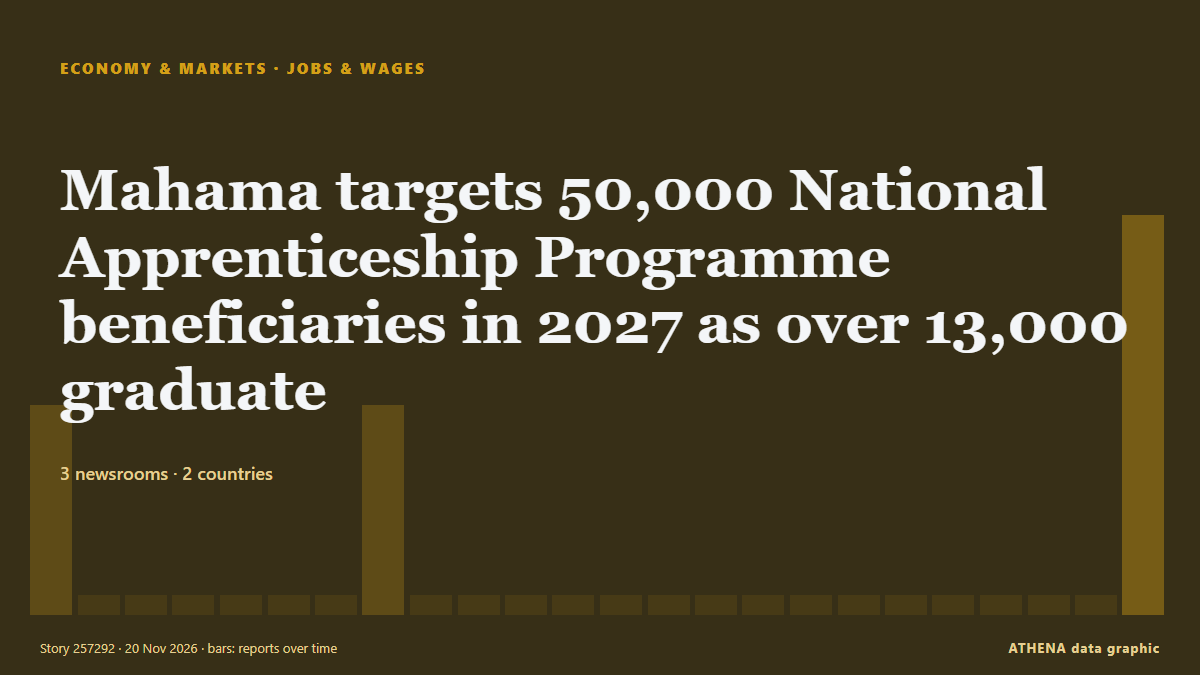 ECONOMY & MARKETS · JOBS & WAGES
Mahama targets 50,000 National
Apprenticeship Programme
beneficiaries in 2027 as over 13,000
graduate
3 newsrooms · 2 countries
Story 257292 · 20 Nov 2026 · bars: reports over time
ATHENA data graphic